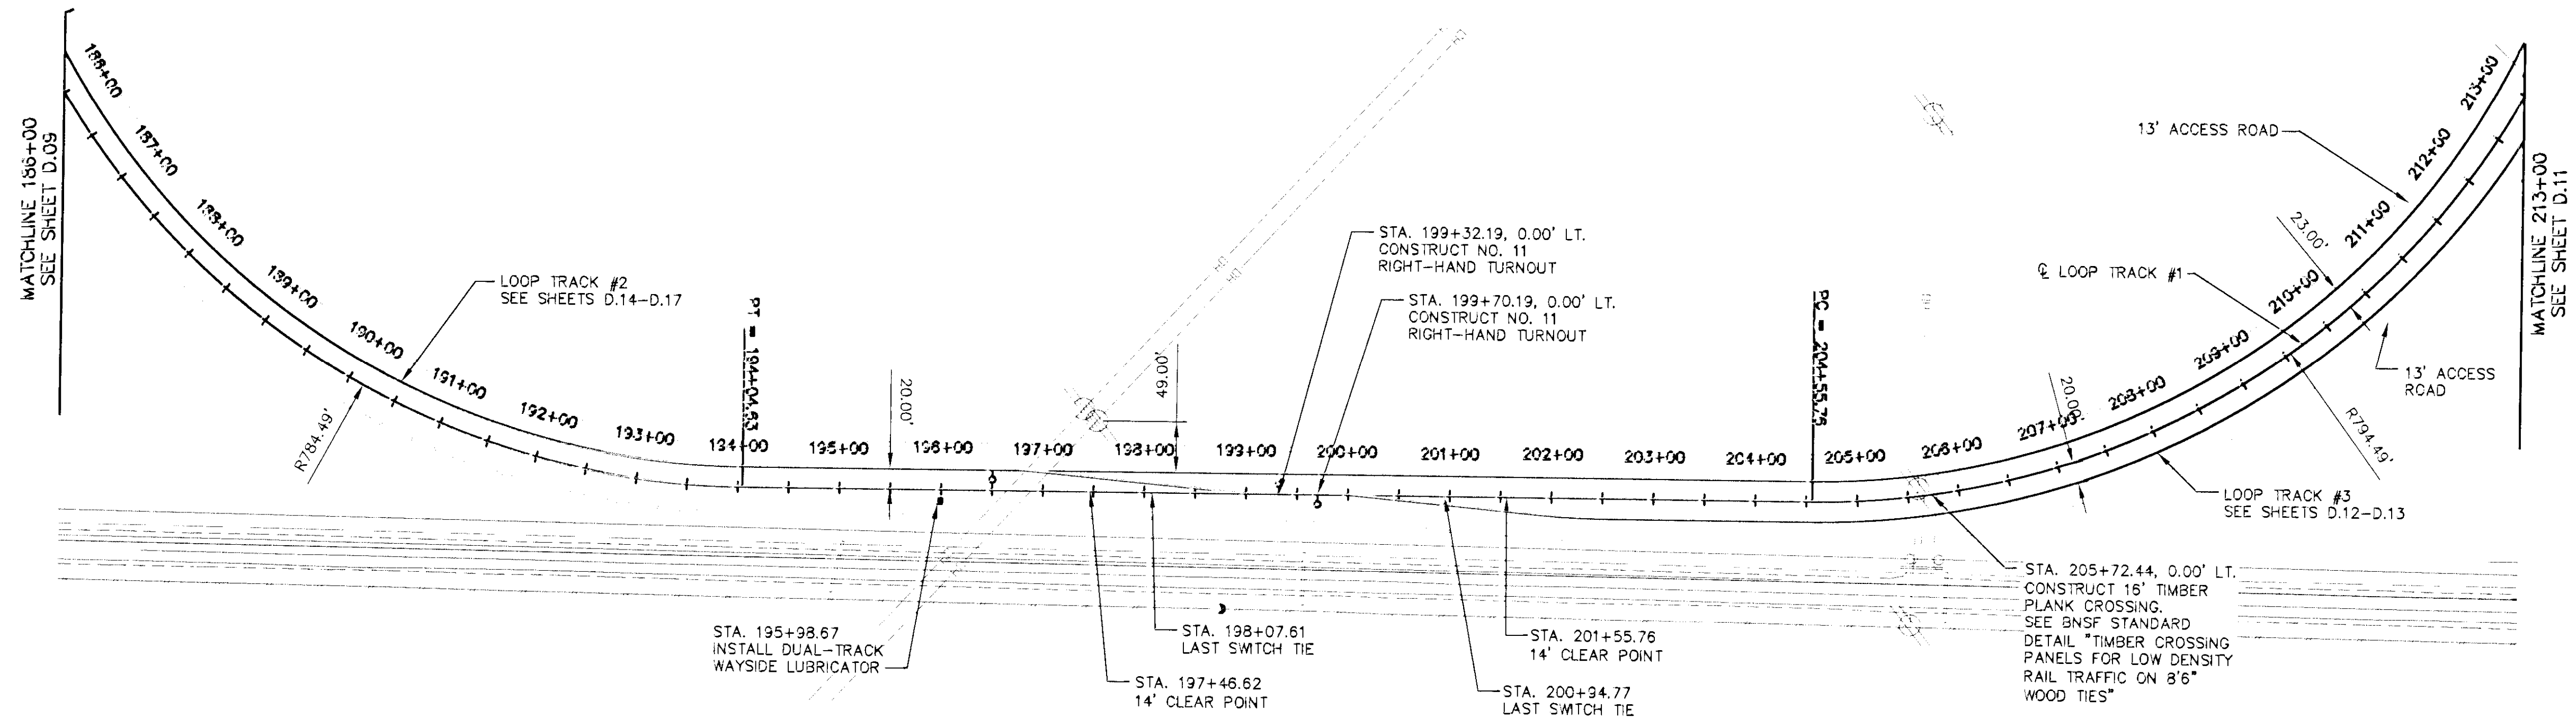 MATCHLINE 186+00
SEE SHEET D.09
186+00
187+00
188+00
189+00
190+00
191+00
192+00
193+00
194+00
195+00
196+00
197+00
198+00
199+00
200+00
201+00
202+00
203+00
204+00
205+00
206+00
207+00
208+00
209+00
210+00
211+00
212+00
213+00
LOOP TRACK #2
SEE SHEETS D.14-D.17
R784.49'
PT = 194+04.63
20.00'
49.00'
OH
OH
STA. 199+32.19, 0.00' LT.
CONSTRUCT NO. 11
RIGHT-HAND TURNOUT
STA. 199+70.19, 0.00' LT.
CONSTRUCT NO. 11
RIGHT-HAND TURNOUT
PC = 204+55.76
13' ACCESS ROAD
23.00'
℄ LOOP TRACK #1
20.00'
13' ACCESS
ROAD
R794.49'
LOOP TRACK #3
SEE SHEETS D.12-D.13
MATCHLINE 213+00
SEE SHEET D.11
STA. 195+98.67
INSTALL DUAL-TRACK
WAYSIDE LUBRICATOR
STA. 197+46.62
14' CLEAR POINT
STA. 198+07.61
LAST SWITCH TIE
STA. 200+94.77
LAST SWITCH TIE
STA. 201+55.76
14' CLEAR POINT
STA. 205+72.44, 0.00' LT.
CONSTRUCT 16' TIMBER
PLANK CROSSING.
SEE BNSF STANDARD
DETAIL "TIMBER CROSSING
PANELS FOR LOW DENSITY
RAIL TRAFFIC ON 8'6"
WOOD TIES"